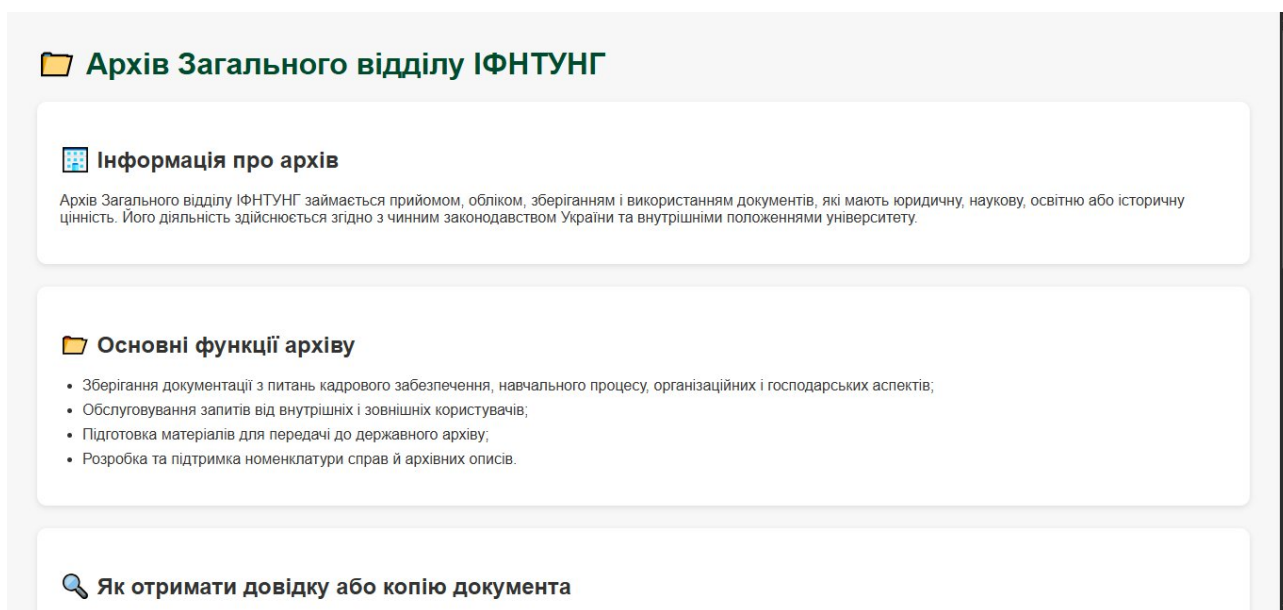 Архів Загального відділу ІФНТУНГ
Інформація про архів
Архів Загального відділу ІФНТУНГ займається прийомом, обліком, зберіганням і використанням документів, які мають юридичну, наукову, освітню або історичну
цінність. Його діяльність здійснюється згідно з чинним законодавством України та внутрішніми положеннями університету.
Основні функції архіву
• Зберігання документації з питань кадрового забезпечення, навчального процесу, організаційних і господарських аспектів;
• Обслуговування запитів від внутрішніх і зовнішніх користувачів;
• Підготовка матеріалів для передачі до державного архіву;
• Розробка та підтримка номенклатури справ й архівних описів.
Як отримати довідку або копію документа